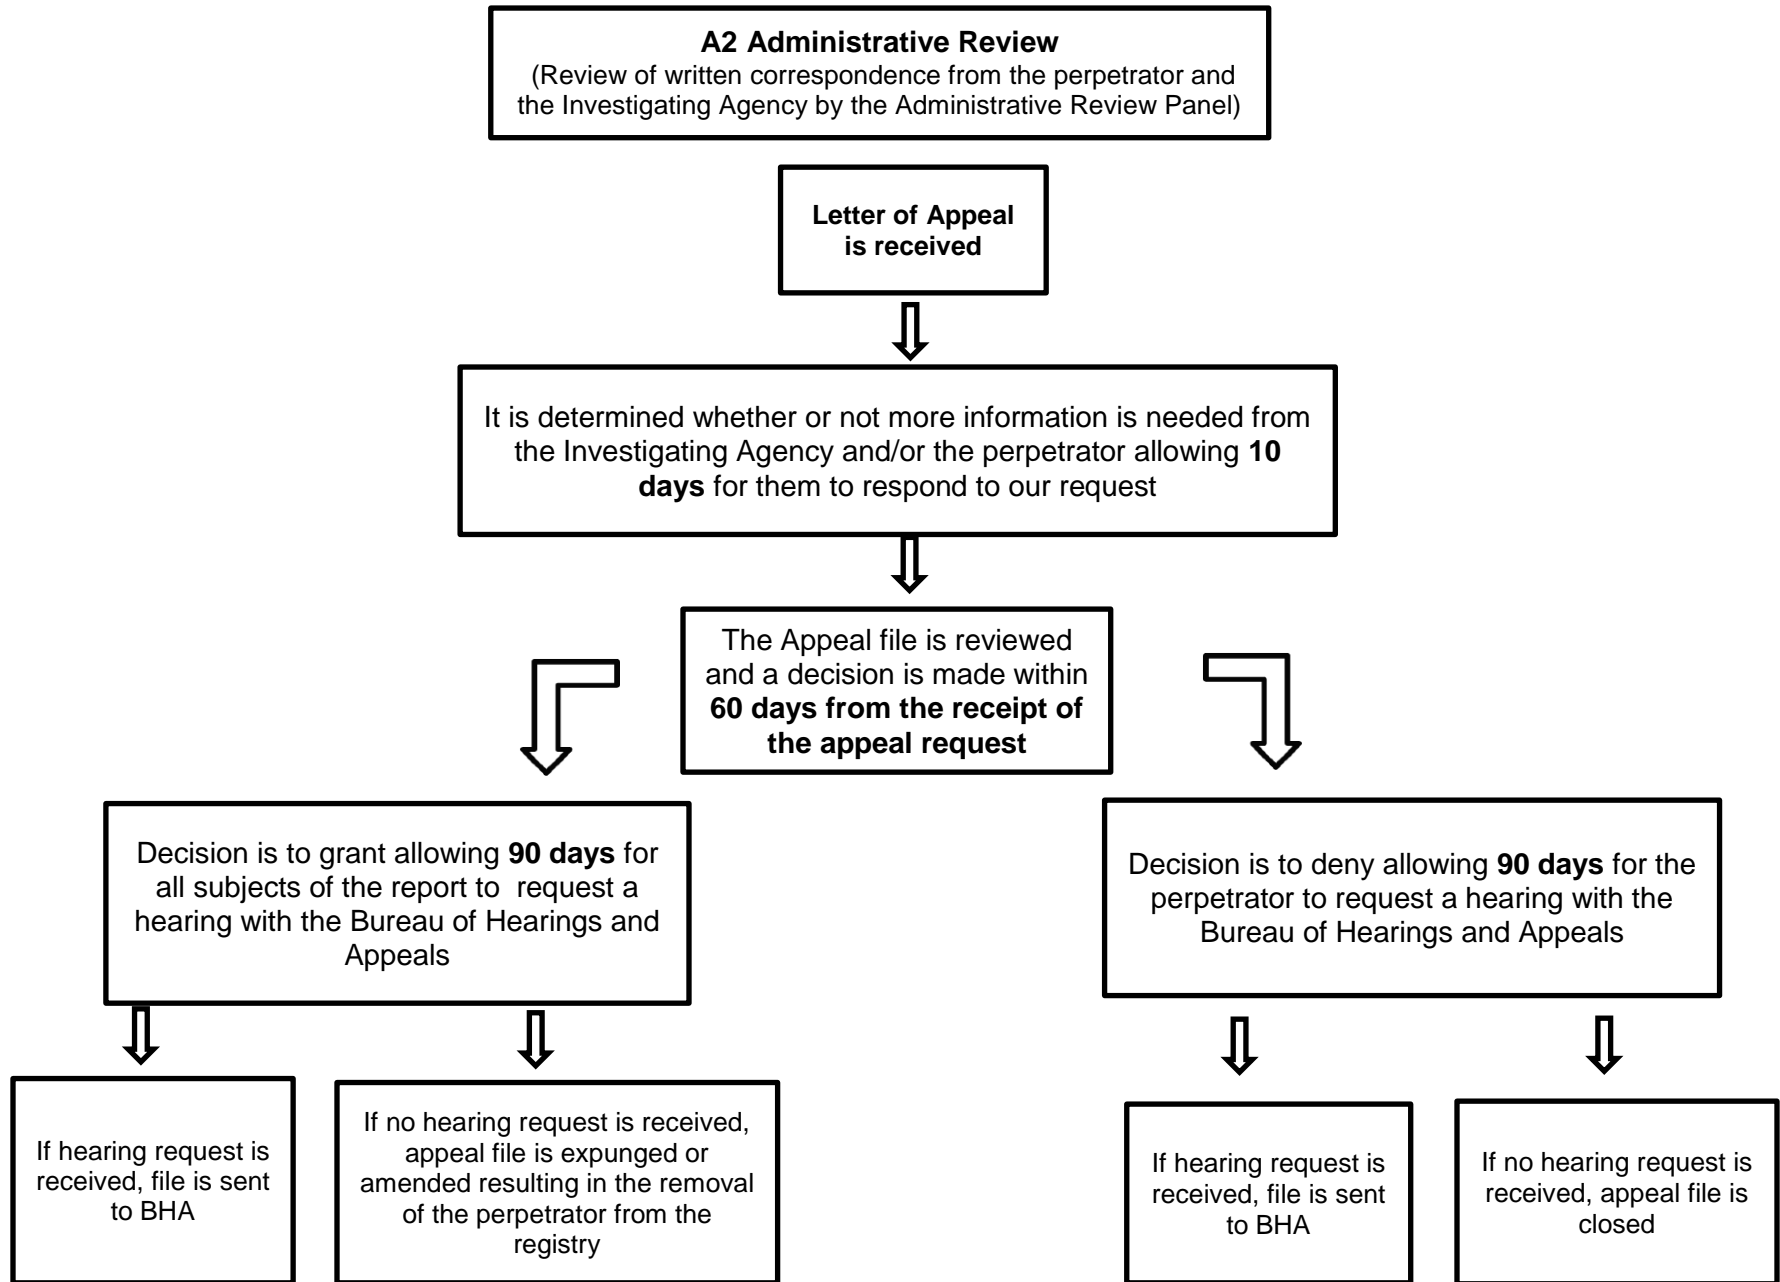 A2 Administrative Review
(Review of written correspondence from the perpetrator and
the Investigating Agency by the Administrative Review Panel)
Letter of Appeal
is received
It is determined whether or not more information is needed from
the Investigating Agency and/or the perpetrator allowing 10
days for them to respond to our request
The Appeal file is reviewed
and a decision is made within
60 days from the receipt of
the appeal request
Decision is to grant allowing 90 days for
all subjects of the report to  request a
hearing with the Bureau of Hearings and
Appeals
Decision is to deny allowing 90 days for the
perpetrator to request a hearing with the
Bureau of Hearings and Appeals
If hearing request is
received, file is sent
to BHA
If no hearing request is received,
appeal file is expunged or
amended resulting in the removal
of the perpetrator from the
registry
If hearing request is
received, file is sent
to BHA
If no hearing request is
received, appeal file is
closed